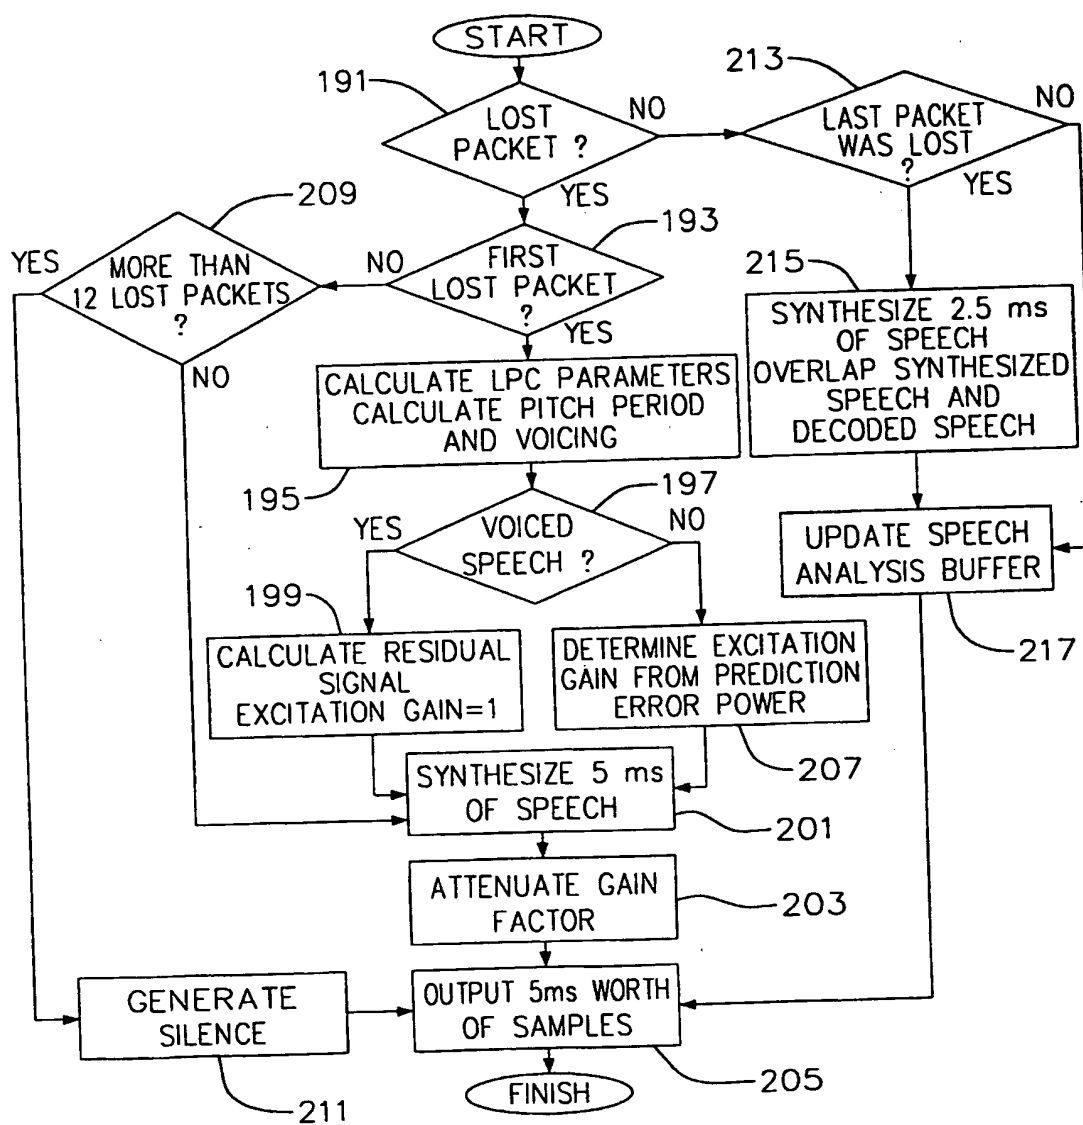 START
191
LOST
PACKET ?
NO
YES
213
LAST PACKET
WAS LOST
?
NO
YES
209
MORE THAN
12 LOST PACKETS
?
YES
NO
193
FIRST
LOST PACKET
?
NO
YES
215
SYNTHESIZE 2.5 ms
OF SPEECH
OVERLAP SYNTHESIZED
SPEECH AND
DECODED SPEECH
CALCULATE LPC PARAMETERS
CALCULATE PITCH PERIOD
AND VOICING
195
197
VOICED
SPEECH ?
YES
NO
UPDATE SPEECH
ANALYSIS BUFFER
217
199
CALCULATE RESIDUAL
SIGNAL
EXCITATION GAIN=1
DETERMINE EXCITATION
GAIN FROM PREDICTION
ERROR POWER
207
SYNTHESIZE 5 ms
OF SPEECH
201
ATTENUATE GAIN
FACTOR
203
GENERATE
SILENCE
211
OUTPUT 5ms WORTH
OF SAMPLES
205
FINISH